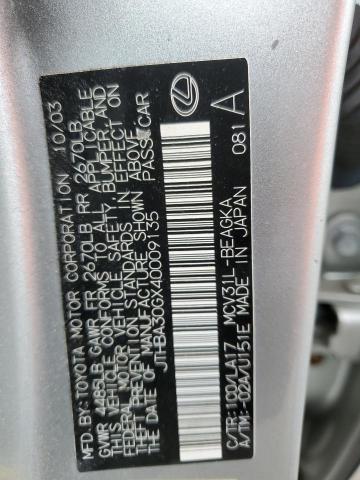 MFD.BY:TOYOTA MOTOR CORPORATION 10/03
GVWR 4485LB GAWR FR 2670LB RR 2670LB
THIS VEHICLE CONFORMS TO ALL APPLICABLE
FEDERAL MOTOR VEHICLE SAFETY, BUMPER, AND
THEFT PREVENTION STANDARDS IN EFFECT ON
THE DATE OF MANUFACTURE SHOWN ABOVE.
JTHBA30GX40009135 PASS.CAR
C/TR:1C0/LA17 MCV31L-BEAGKA 081 A
A/TM:-02A/U151E MADE IN JAPAN